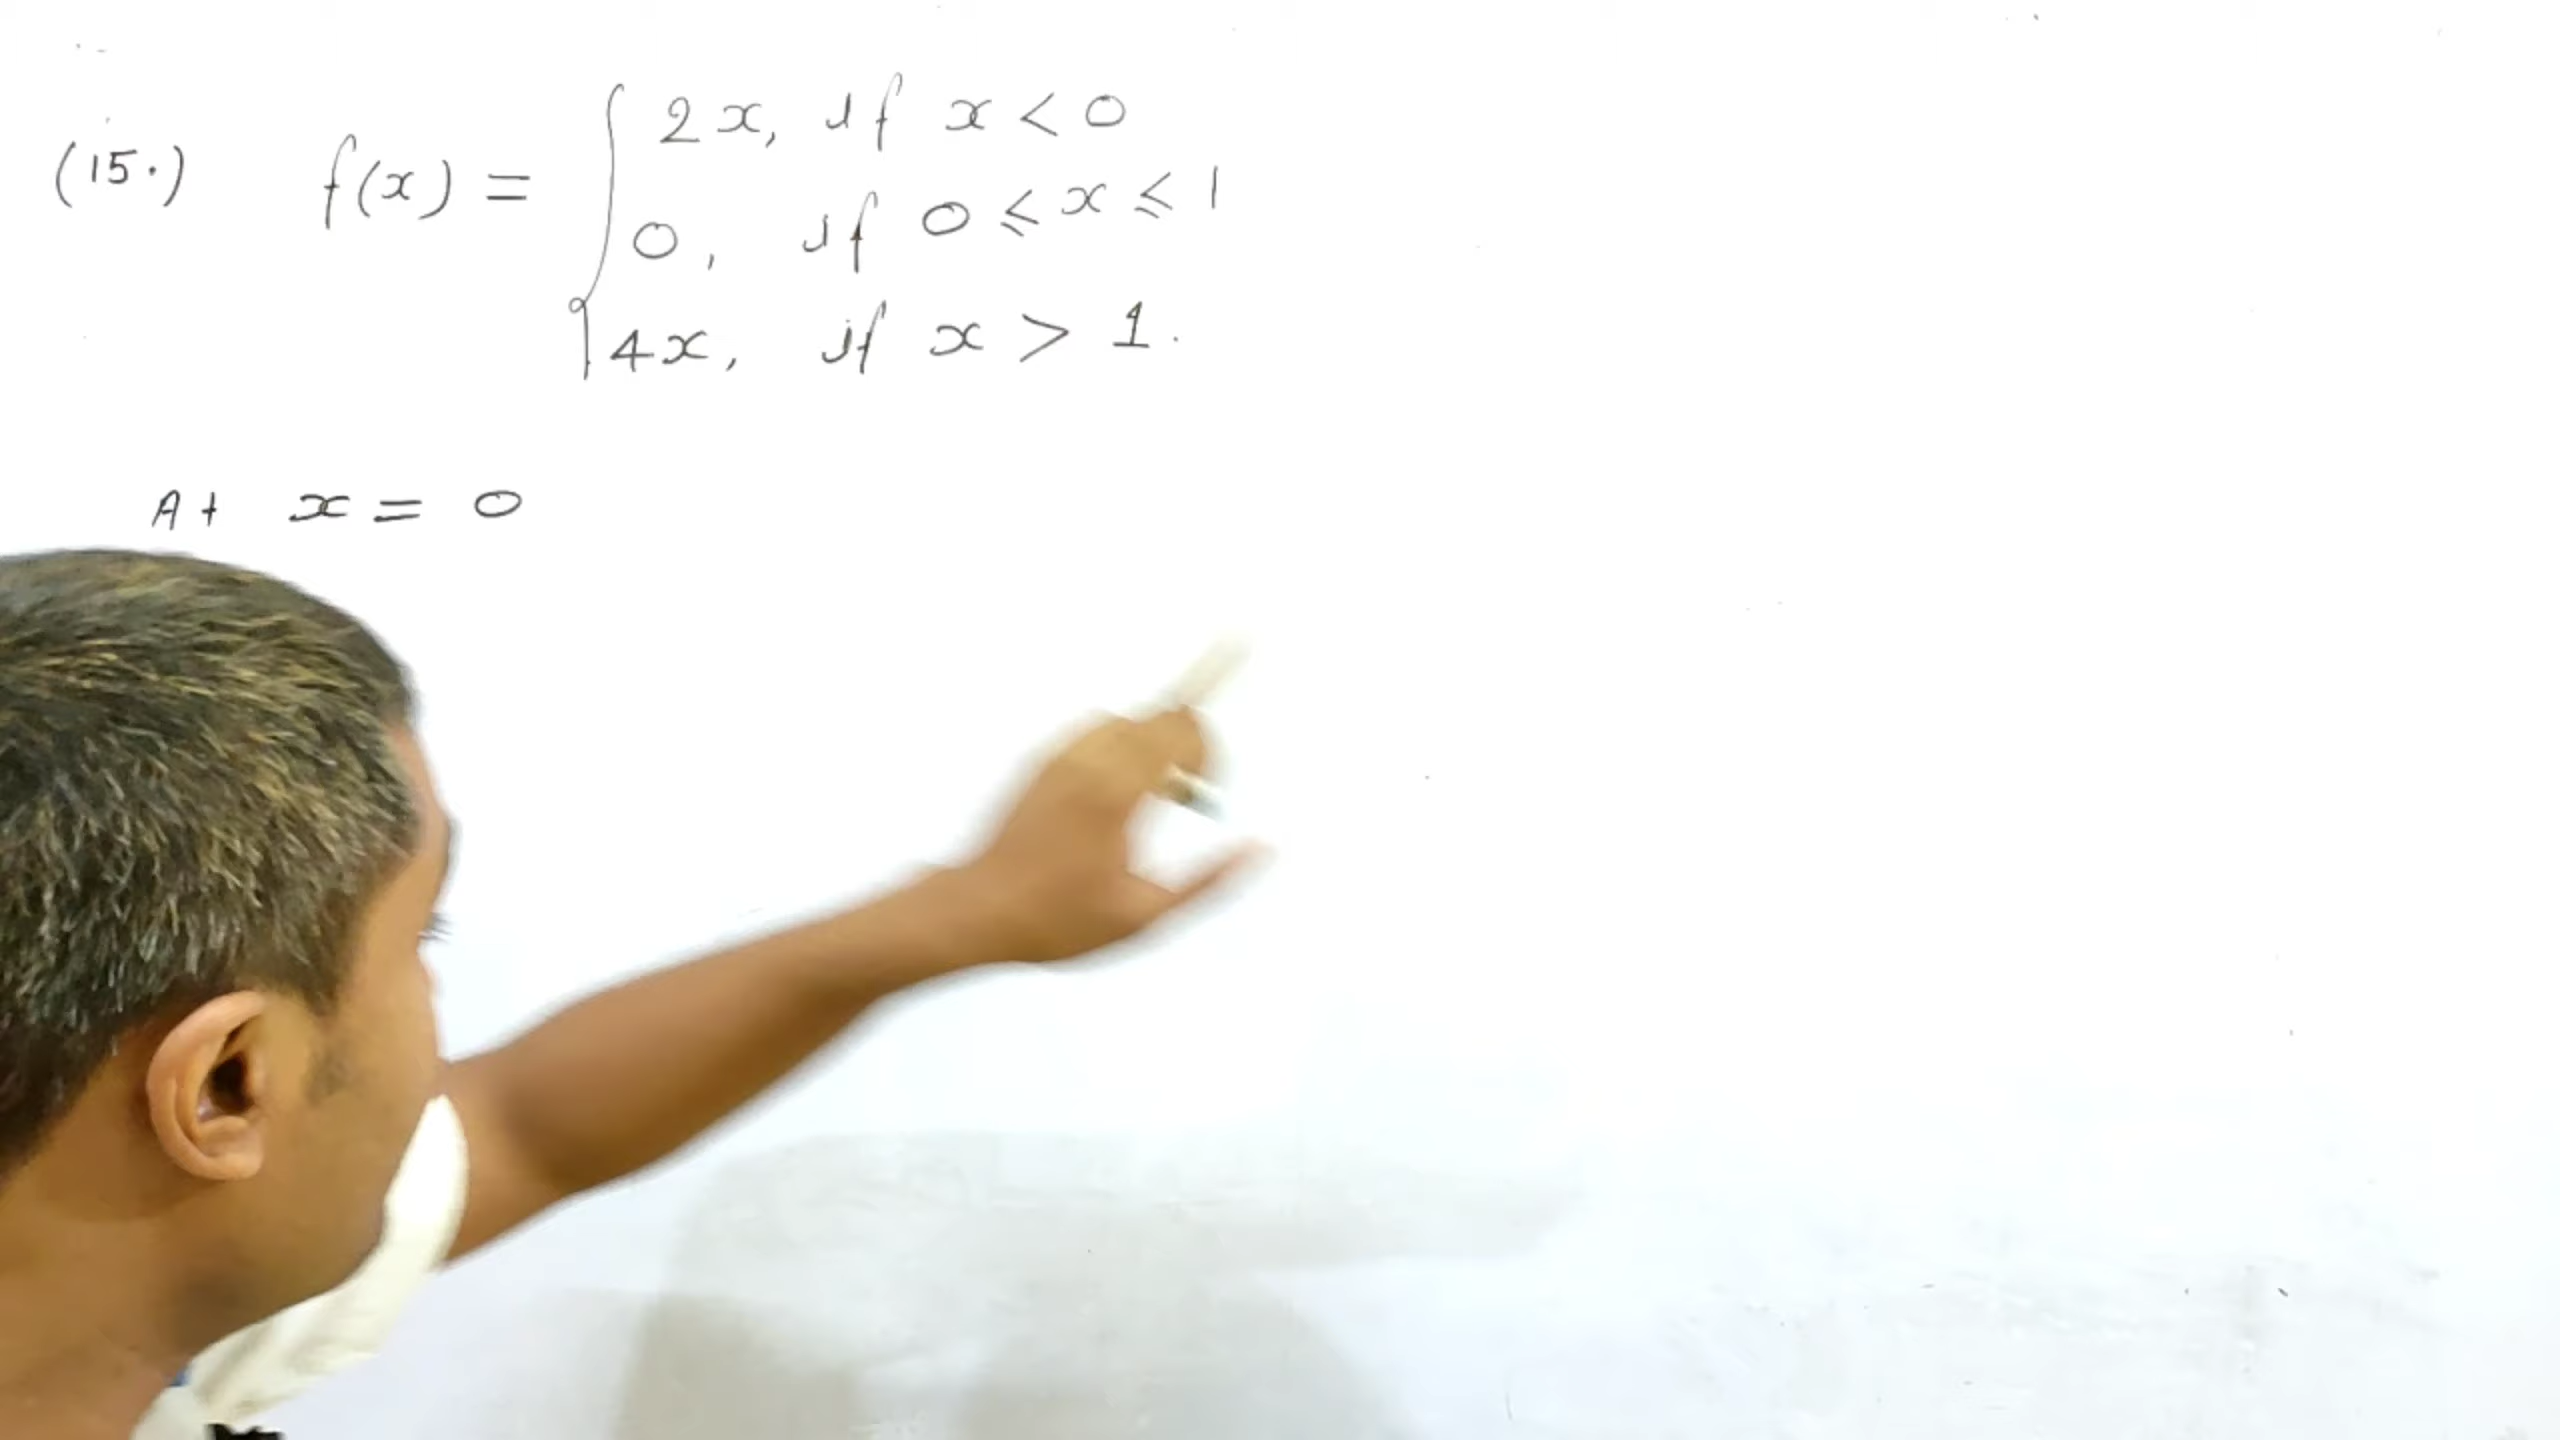 (15.) f(x) = { 2x, if x < 0
0, if 0 ⩽ x ⩽ 1
4x, if x > 1.
At x = 0